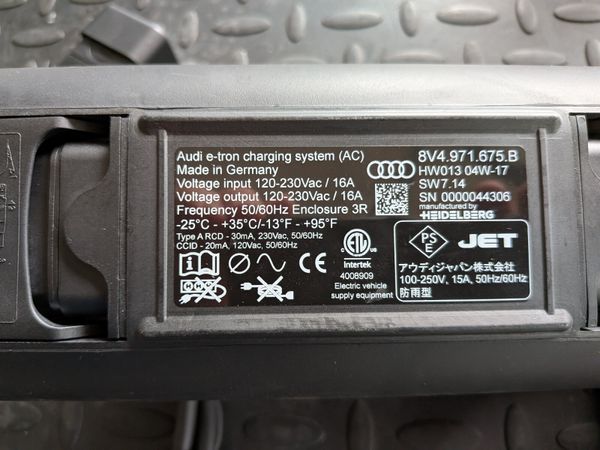 Audi e-tron charging system (AC)
Made in Germany
Voltage input 120-230Vac / 16A
Voltage output 120-230Vac / 16A
Frequency 50/60Hz Enclosure 3R
-25°C - +35°C/-13°F - +95°F
Type A RCD - 30mA, 230Vac, 50/60Hz
CCID - 20mA, 120Vac, 50/60Hz
CE
ETL
Intertek
4008909
Electric vehicle
supply equipment
8V4.971.675.B
HW013 04W-17
SW7.14
SN 0000044306
manufactured by
HEIDELBERG
PS
E
JET
アウディジャパン株式会社
100-250V, 15A, 50Hz/60Hz
防雨型